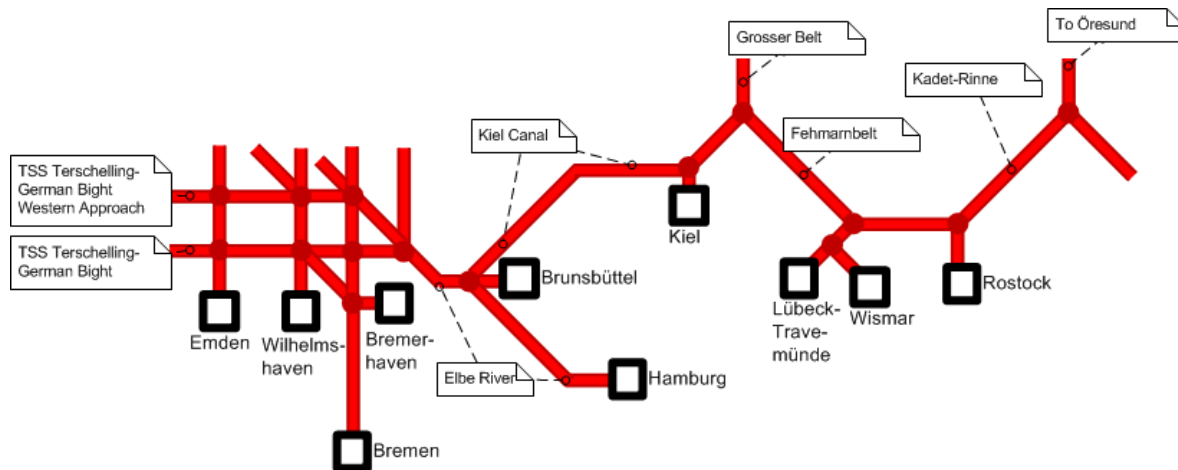 Grosser Belt
To Öresund
Kadet-Rinne
Kiel Canal
Fehmarnbelt
TSS Terschelling-
German Bight
Western Approach
TSS Terschelling-
German Bight
Kiel
Brunsbüttel
Emden
Wilhelms-
haven
Bremer-
haven
Lübeck-
Trave-
münde
Wismar
Rostock
Elbe River
Hamburg
Bremen